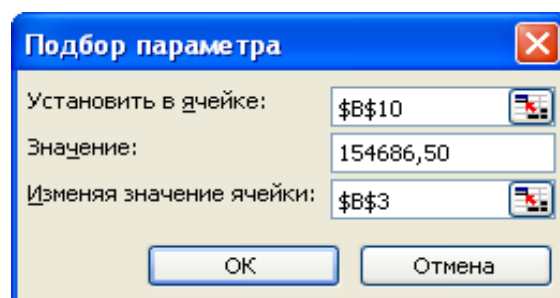 Подбор параметра
Установить в ячейке: $B$10
Значение: 154686,50
Изменяя значение ячейки: $B$3
ОК Отмена